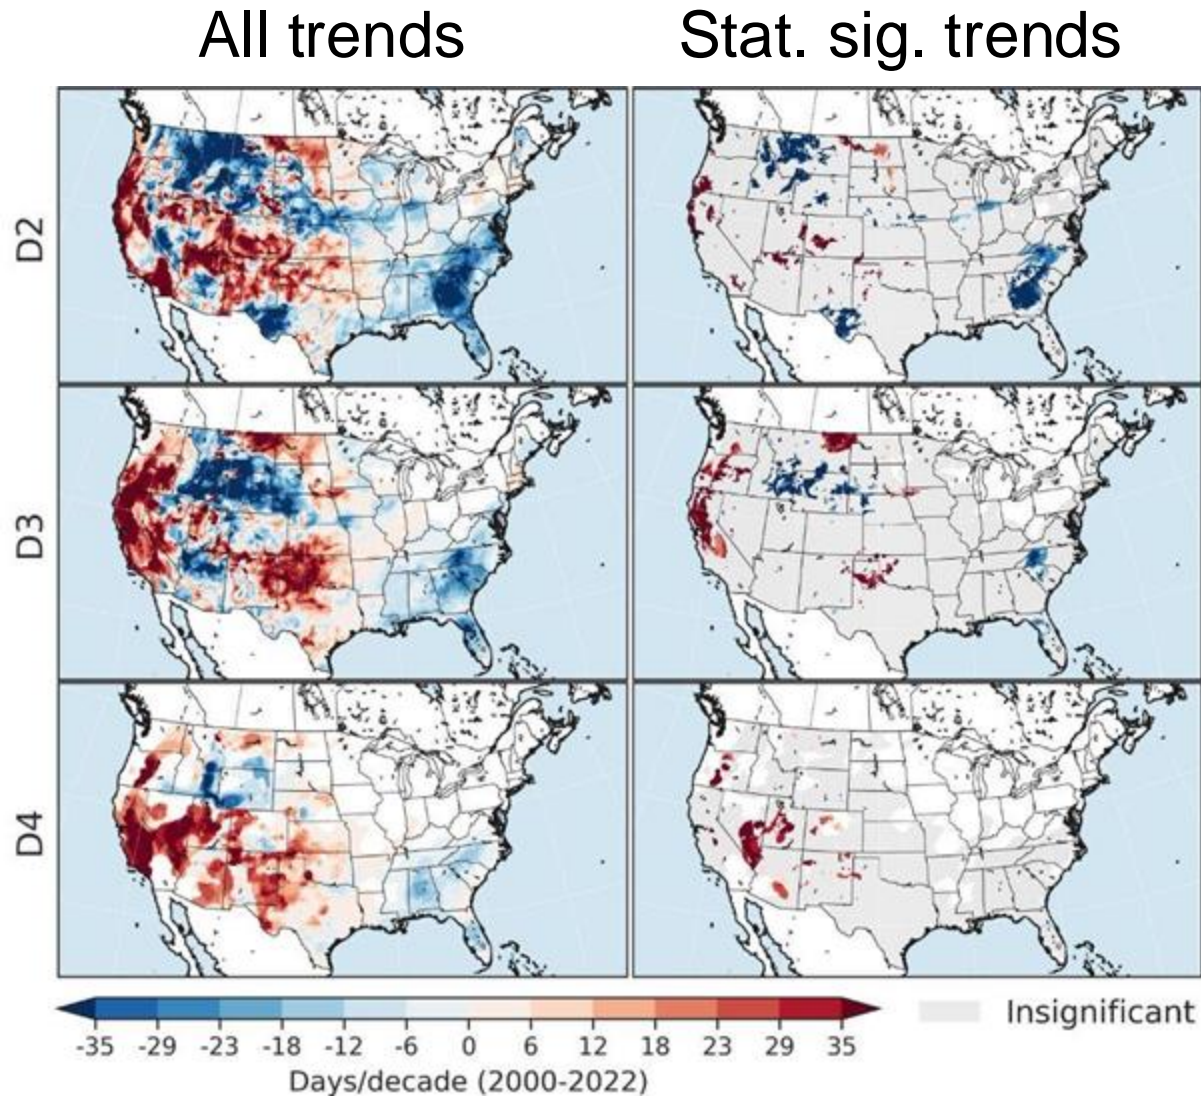 All trends
Stat. sig. trends
D2
D3
D4
-35 -29 -23 -18 -12 -6 0 6 12 18 23 29 35
Insignificant
Days/decade (2000-2022)